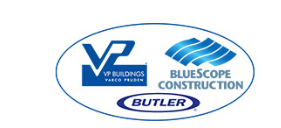 VP
VP BUILDINGS
VARCO PRUDEN
BLUESCOPE
CONSTRUCTION
BUTLER